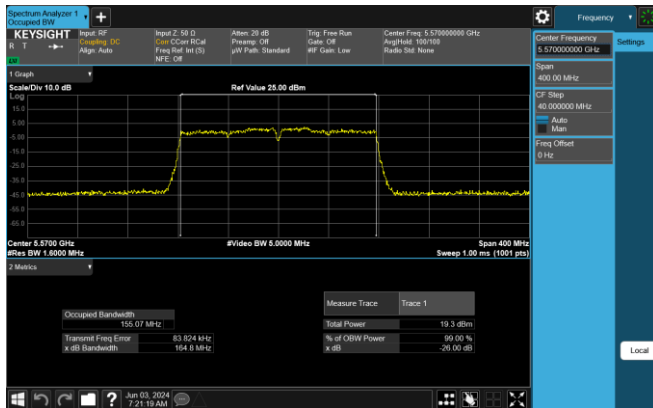 Spectrum Analyzer 1
Occupied BW
Frequency
KEYSIGHT
R T
Input: RF
Coupling: DC
Align: Auto
Input Z: 50 Ω
Corr CCorr RCal
Freq Ref: Int (S)
NFE: Off
Atten: 20 dB
Preamp: Off
µW Path: Standard
Trig: Free Run
Gate: Off
#IF Gain: Low
Center Freq: 5.570000000 GHz
Avg|Hold: 100/100
Radio Std: None
Center Frequency
5.570000000 GHz
Settings
Span
400.00 MHz
CF Step
40.000000 MHz
Auto
Man
Freq Offset
0 Hz
Local
1 Graph
Scale/Div 10.0 dB
Ref Value 25.00 dBm
Log
15.0
5.00
-5.00
-15.0
-25.0
-35.0
-45.0
-55.0
-65.0
Center 5.5700 GHz
#Video BW 5.0000 MHz
Span 400 MHz
#Res BW 1.6000 MHz
Sweep 1.00 ms (1001 pts)
2 Metrics
Measure Trace
Trace 1
Occupied Bandwidth
155.07 MHz
Total Power
19.3 dBm
Transmit Freq Error
83.824 kHz
% of OBW Power
99.00 %
x dB Bandwidth
164.8 MHz
x dB
-26.00 dB
Jun 03, 2024
7:21:19 AM